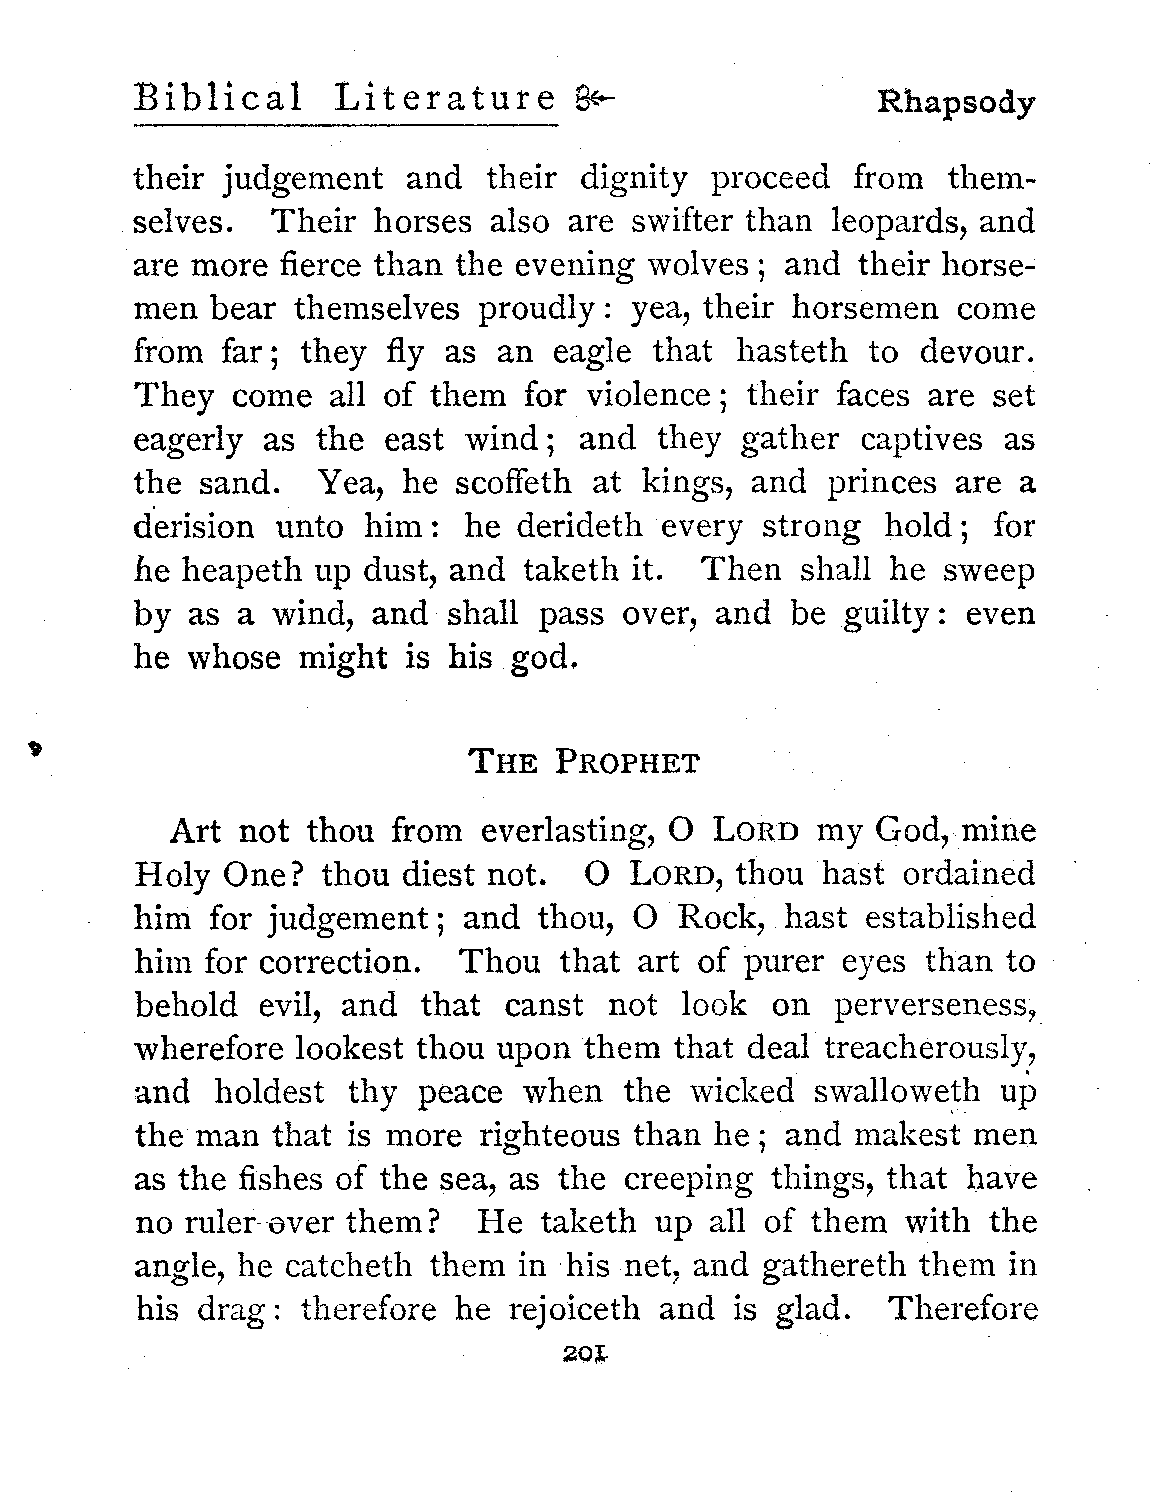 Biblical Literature Rhapsody
their judgement and their dignity proceed from them-
selves. Their horses also are swifter than leopards, and
are more fierce than the evening wolves; and their horse-
men bear themselves proudly: yea, their horsemen come
from far; they fly as an eagle that hasteth to devour.
They come all of them for violence; their faces are set
eagerly as the east wind; and they gather captives as
the sand. Yea, he scoffeth at kings, and princes are a
derision unto him: he derideth every strong hold; for
he heapeth up dust, and taketh it. Then shall he sweep
by as a wind, and shall pass over, and be guilty: even
he whose might is his god.
THE PROPHET
Art not thou from everlasting, O LORD my God, mine
Holy One? thou diest not. O LORD, thou hast ordained
him for judgement; and thou, O Rock, hast established
him for correction. Thou that art of purer eyes than to
behold evil, and that canst not look on perverseness,
wherefore lookest thou upon them that deal treacherously,
and holdest thy peace when the wicked swalloweth up
the man that is more righteous than he; and makest men
as the fishes of the sea, as the creeping things, that have
no ruler over them? He taketh up all of them with the
angle, he catcheth them in his net, and gathereth them in
his drag: therefore he rejoiceth and is glad. Therefore
201